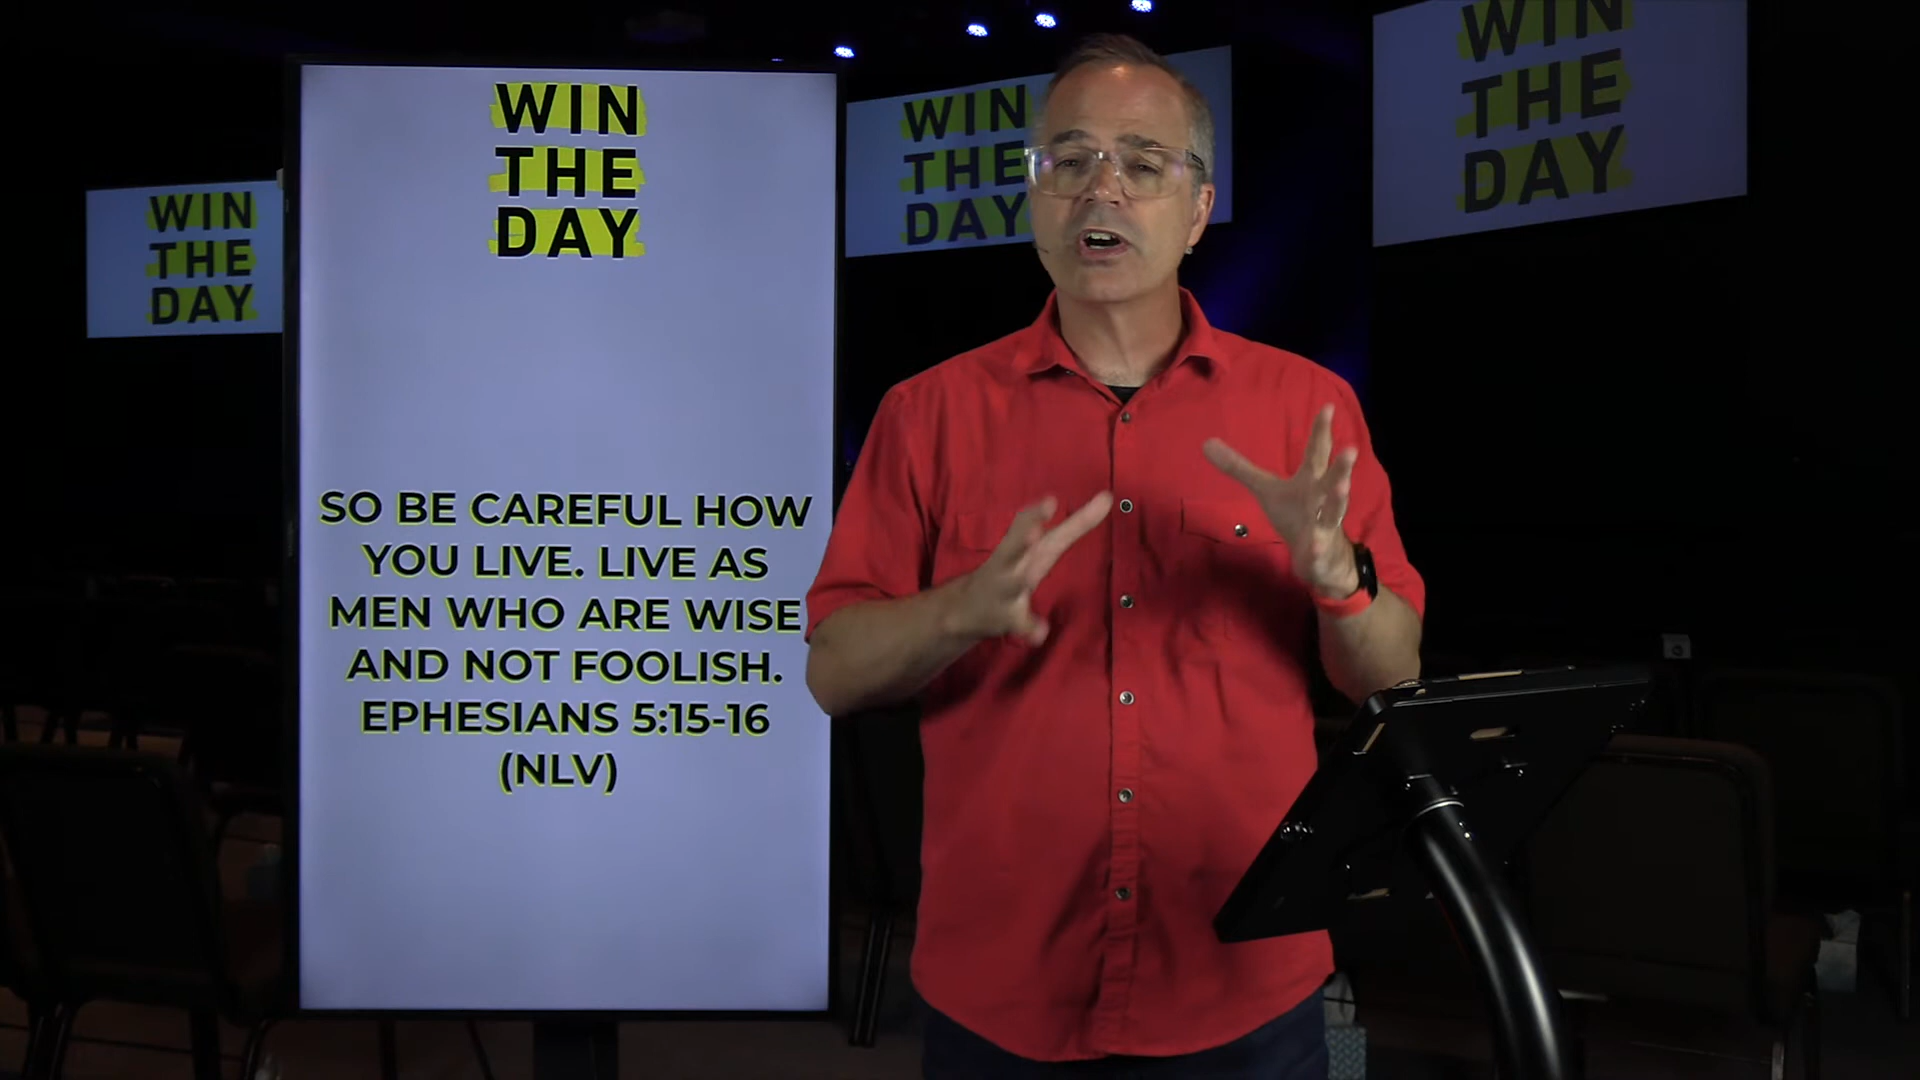 WIN
THE
DAY
SO BE CAREFUL HOW
YOU LIVE. LIVE AS
MEN WHO ARE WISE
AND NOT FOOLISH.
EPHESIANS 5:15-16
(NLV)
WIN
THE
DAY
WIN
THE
DAY
WIN
THE
DAY